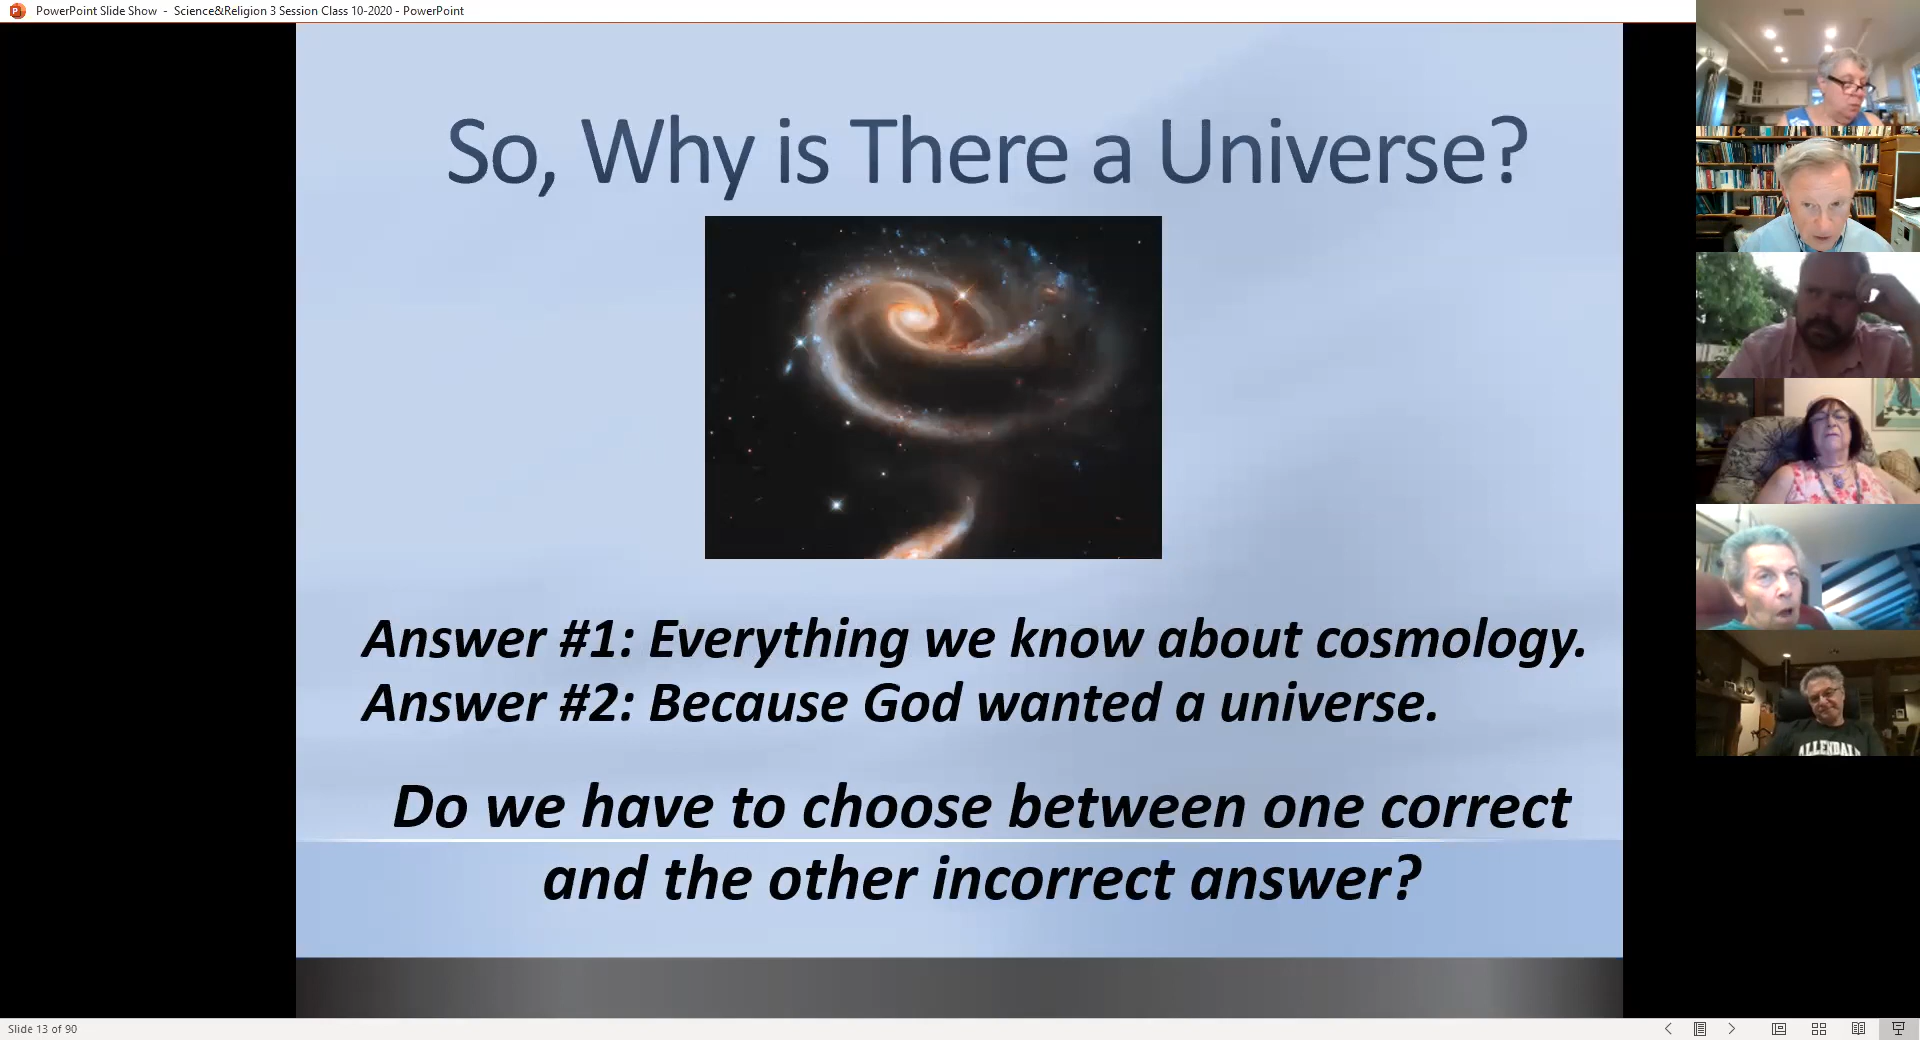 PowerPoint Slide Show - Science&Religion 3 Session Class 10-2020 - PowerPoint
So, Why is There a Universe?
Answer #1: Everything we know about cosmology.
Answer #2: Because God wanted a universe.
Do we have to choose between one correct
and the other incorrect answer?
ALLENDALE
Slide 13 of 90